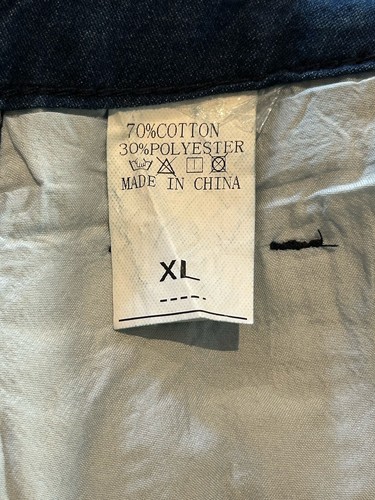 70%COTTON
30%POLYESTER
MADE IN CHINA
XL